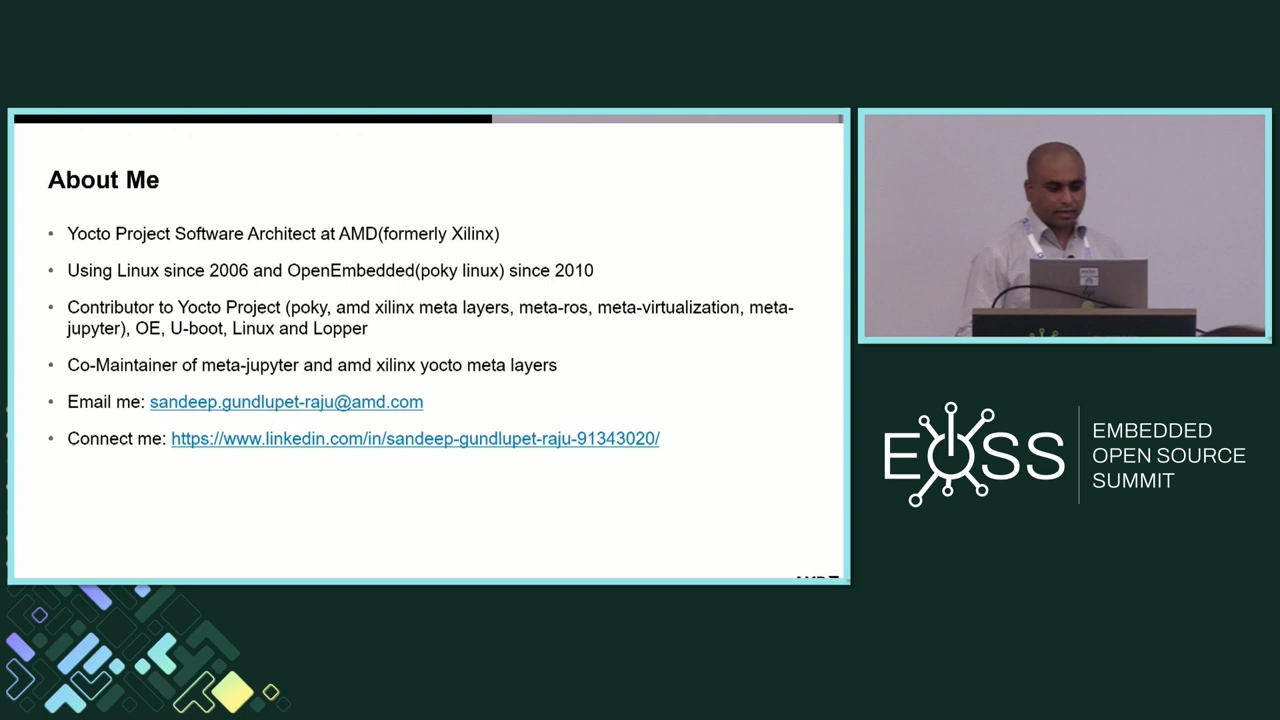 About Me
• Yocto Project Software Architect at AMD(formerly Xilinx)
• Using Linux since 2006 and OpenEmbedded(poky linux) since 2010
• Contributor to Yocto Project (poky, amd xilinx meta layers, meta-ros, meta-virtualization, meta-
jupyter), OE, U-boot, Linux and Lopper
• Co-Maintainer of meta-jupyter and amd xilinx yocto meta layers
• Email me: sandeep.gundlupet-raju@amd.com
• Connect me: https://www.linkedin.com/in/sandeep-gundlupet-raju-91343020/
EOSS
EMBEDDED
OPEN SOURCE
SUMMIT